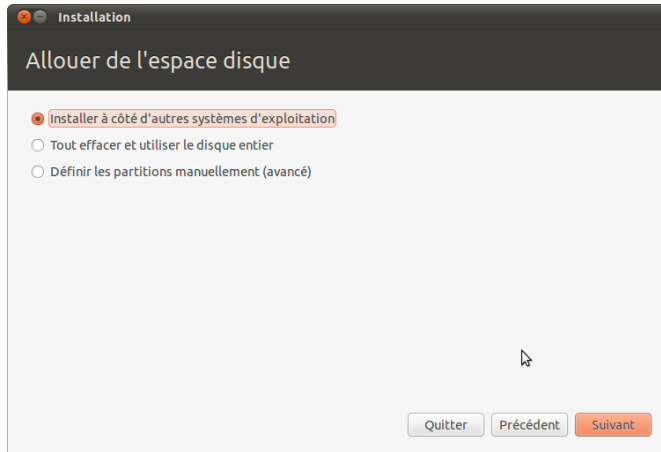 Installation
Allouer de l'espace disque
Installer à côté d'autres systèmes d'exploitation
Tout effacer et utiliser le disque entier
Définir les partitions manuellement (avancé)
Quitter Précédent Suivant